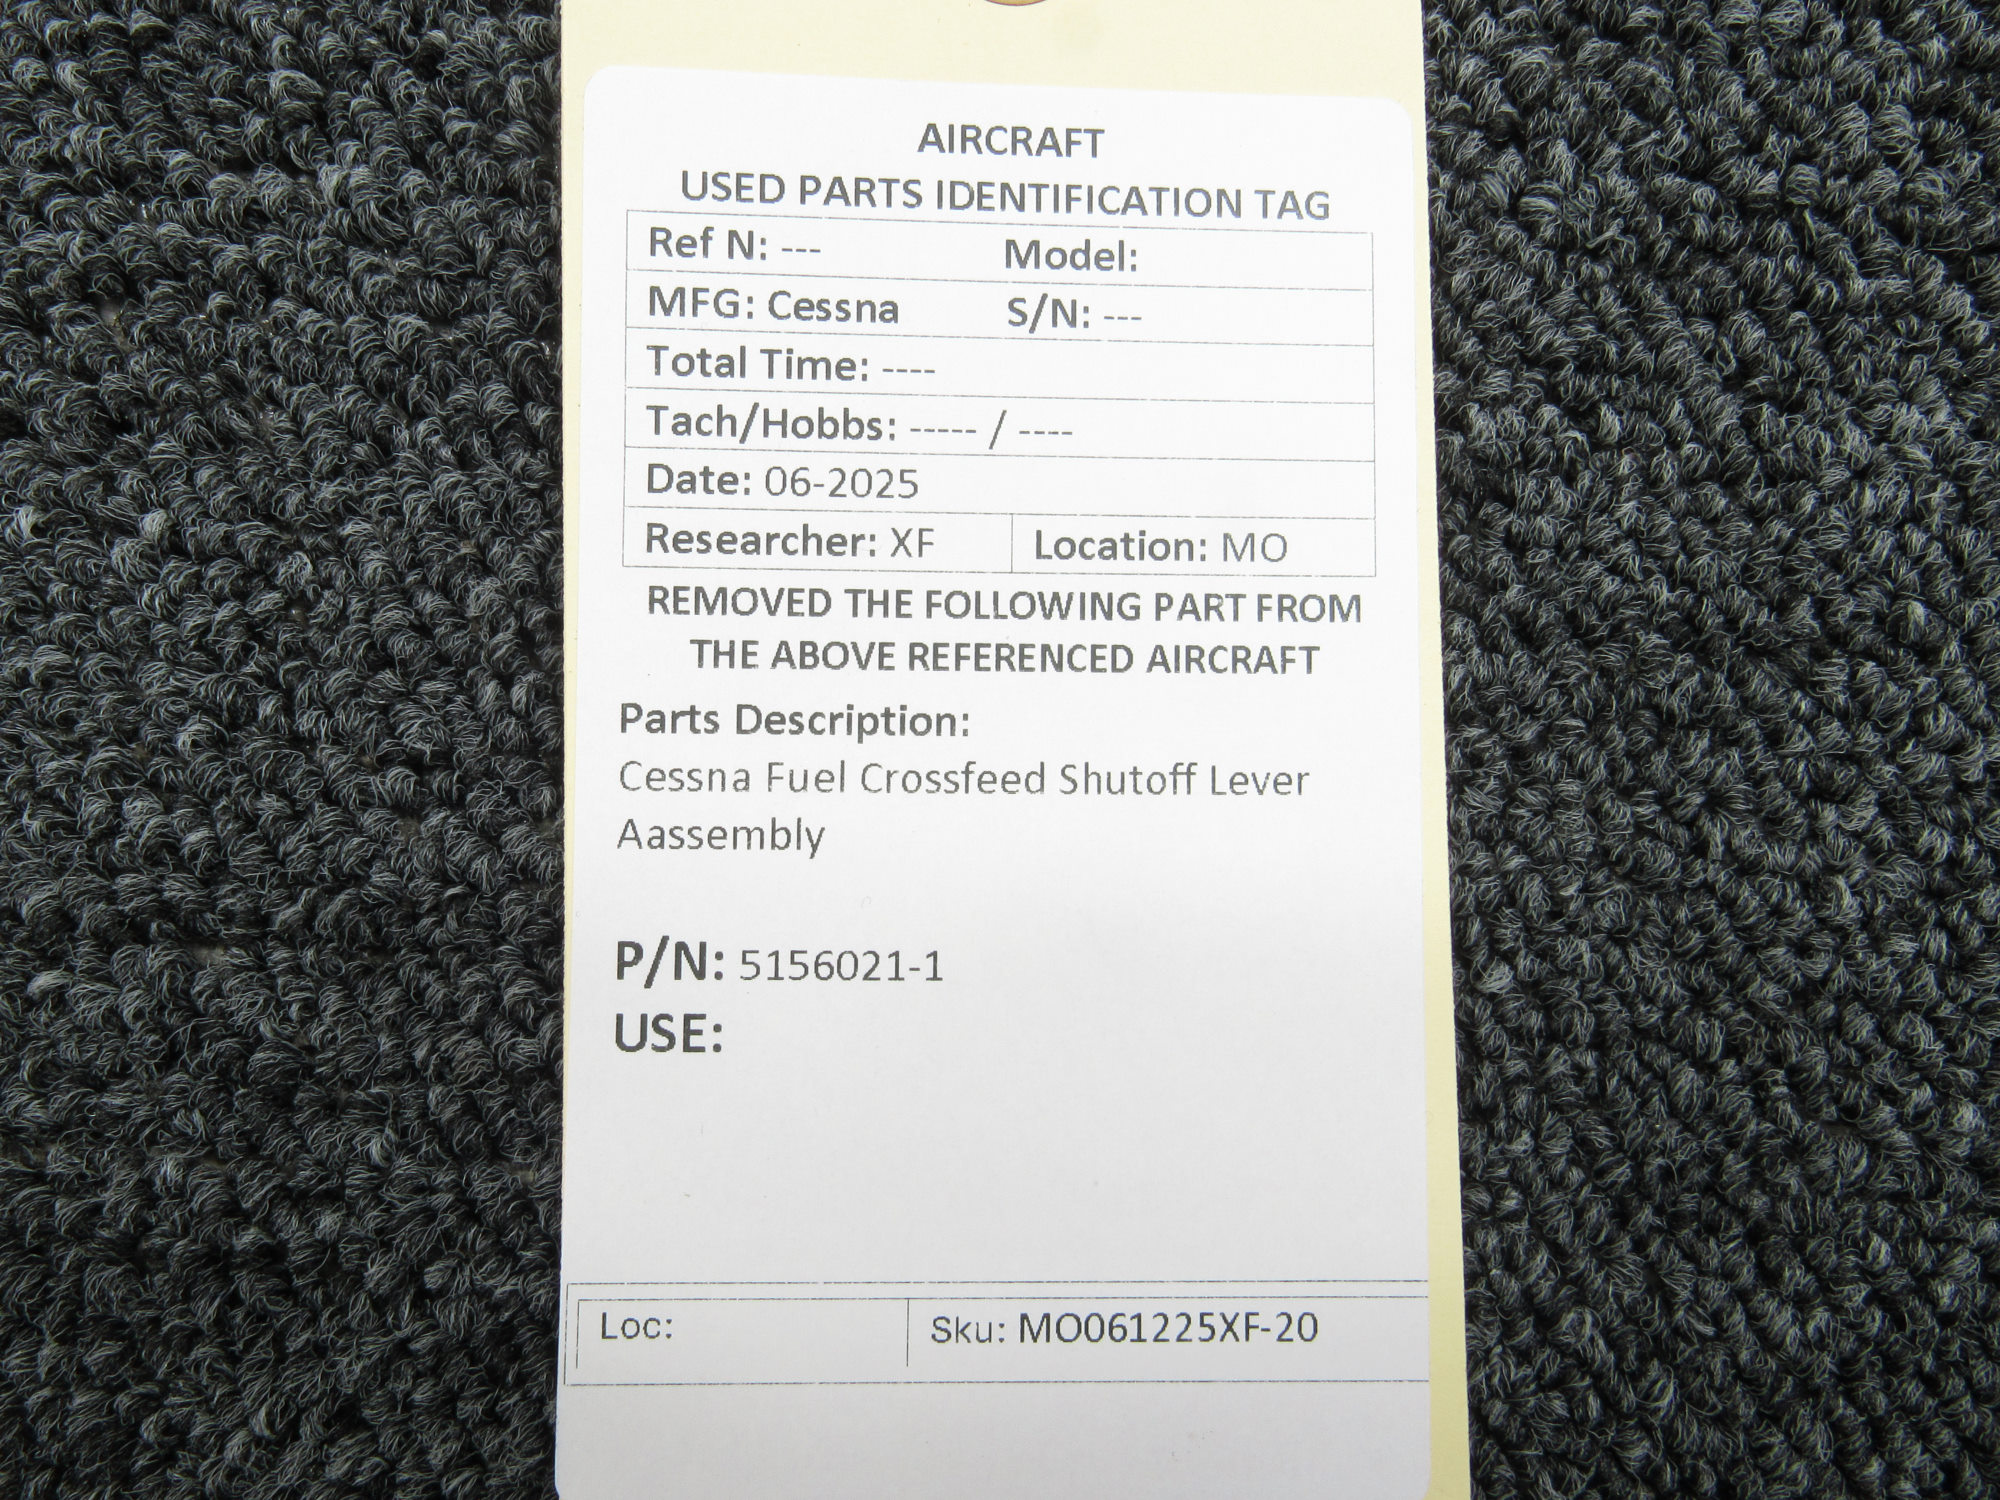 AIRCRAFT
USED PARTS IDENTIFICATION TAG
Ref N: --- Model:
MFG: Cessna S/N: ---
Total Time: ----
Tach/Hobbs: ----- / ----
Date: 06-2025
Researcher: XF Location: MO
REMOVED THE FOLLOWING PART FROM
THE ABOVE REFERENCED AIRCRAFT
Parts Description:
Cessna Fuel Crossfeed Shutoff Lever
Aassembly
P/N: 5156021-1
USE:
Loc: Sku: MO061225XF-20